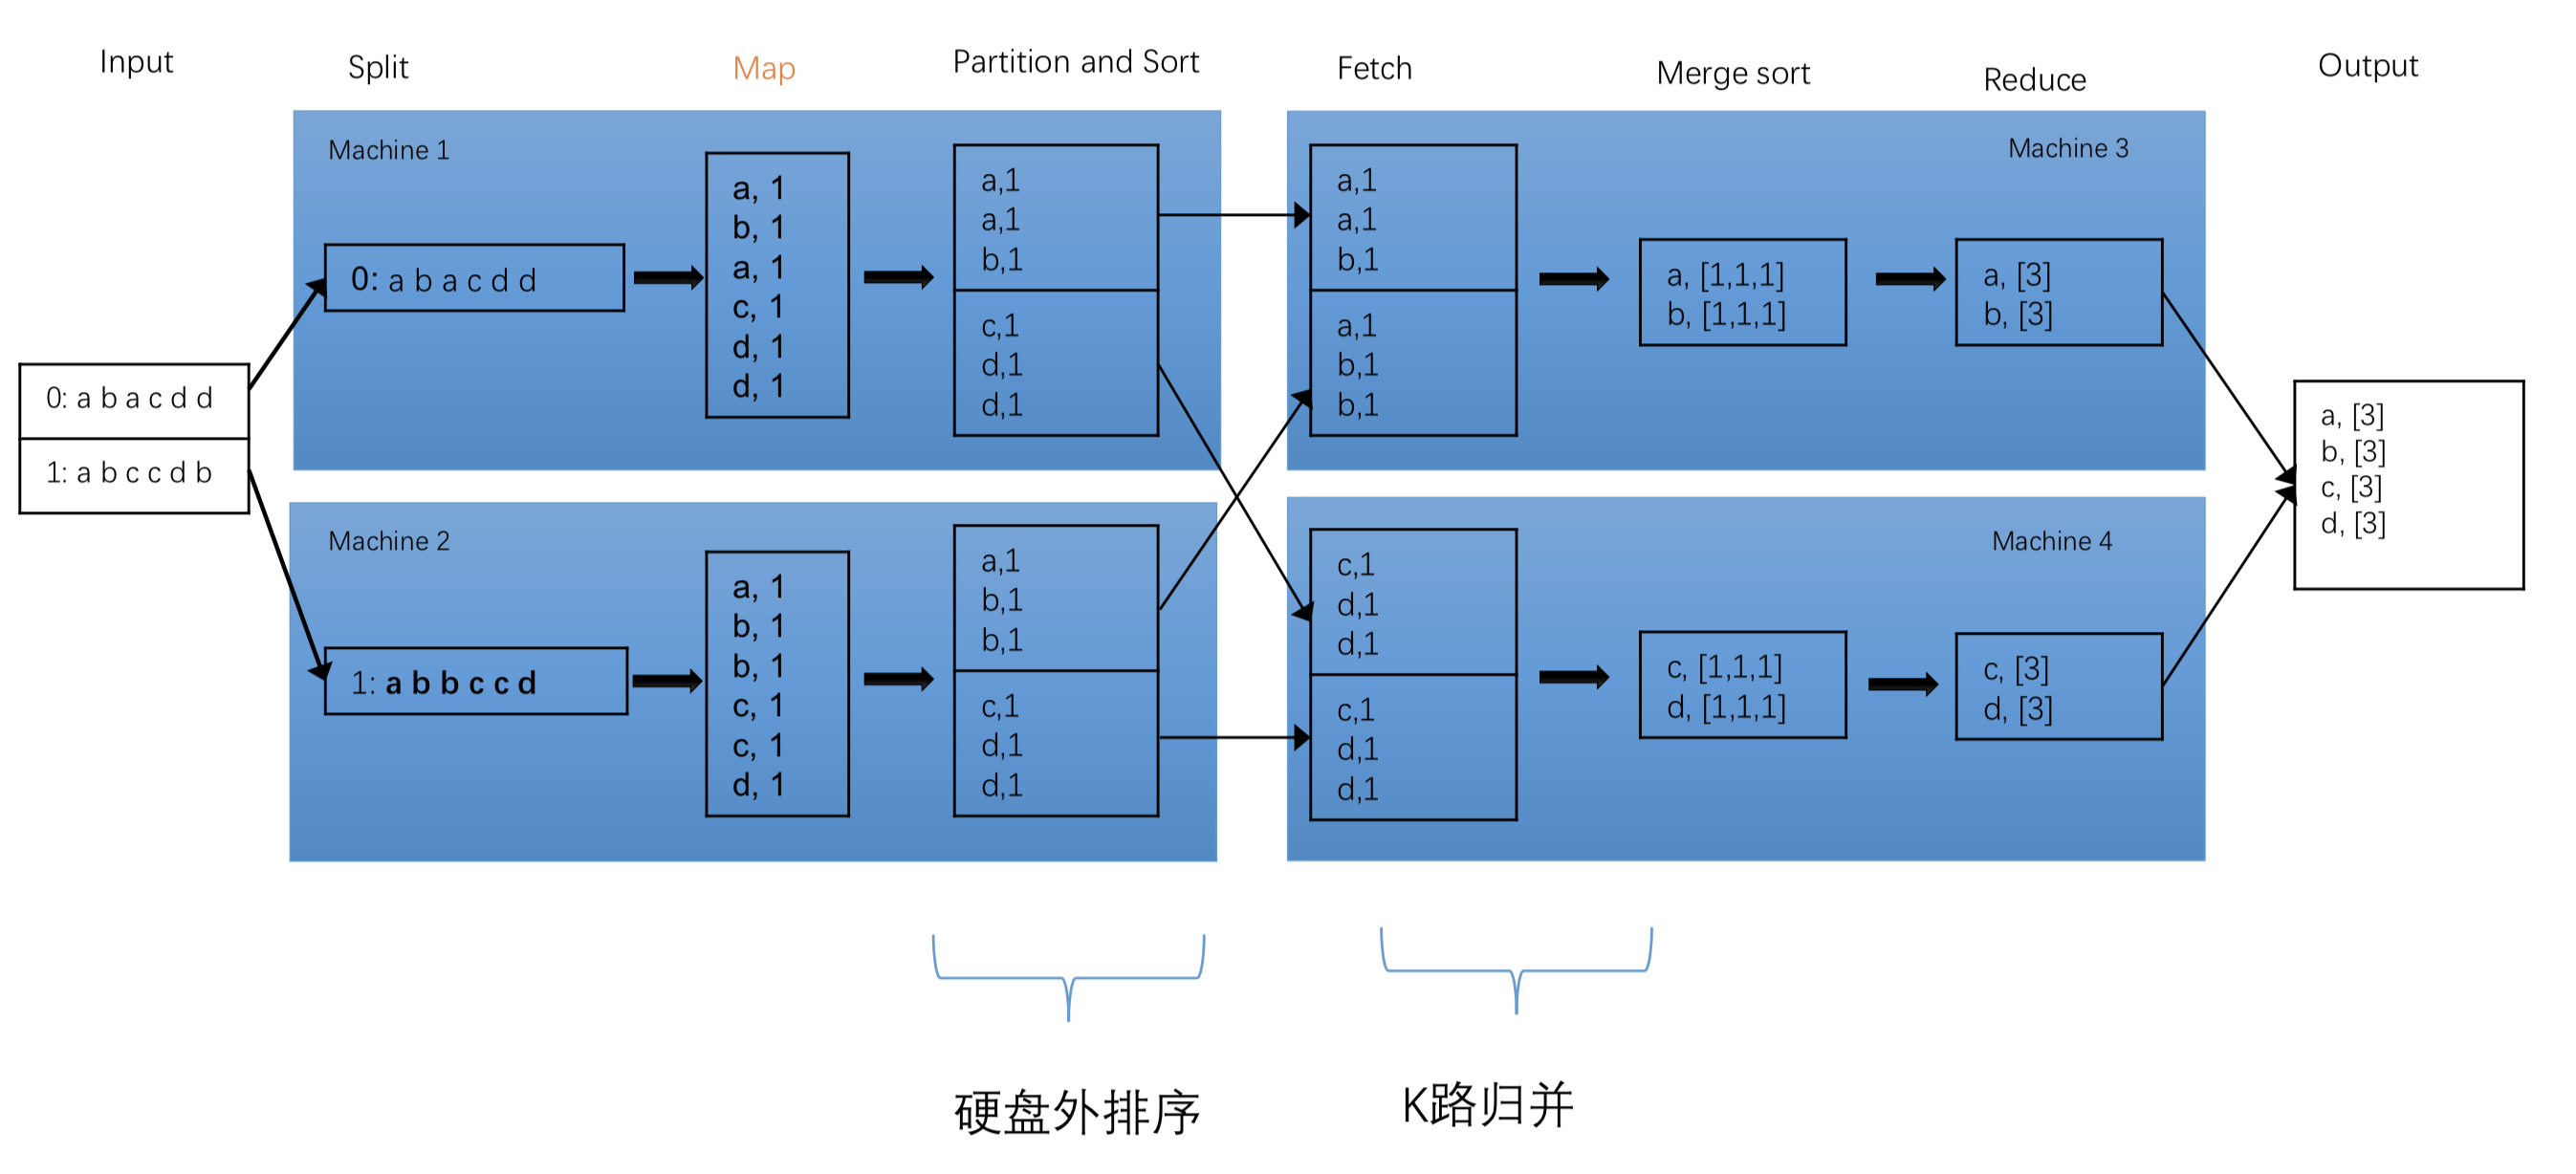 Input
Split
Map
Partition and Sort
Fetch
Merge sort
Reduce
Output
0: a b a c d d
1: a b c c d b
Machine 1
0: a b a c d d
a, 1
b, 1
a, 1
c, 1
d, 1
d, 1
a,1
a,1
b,1
c,1
d,1
d,1
Machine 2
1: a b b c c d
a, 1
b, 1
b, 1
c, 1
c, 1
d, 1
a,1
b,1
b,1
c,1
d,1
d,1
Machine 3
a,1
a,1
b,1
a,1
b,1
b,1
a, [1,1,1]
b, [1,1,1]
a, [3]
b, [3]
Machine 4
c,1
d,1
d,1
c,1
d,1
d,1
c, [1,1,1]
d, [1,1,1]
c, [3]
d, [3]
a, [3]
b, [3]
c, [3]
d, [3]
硬盘外排序
K路归并